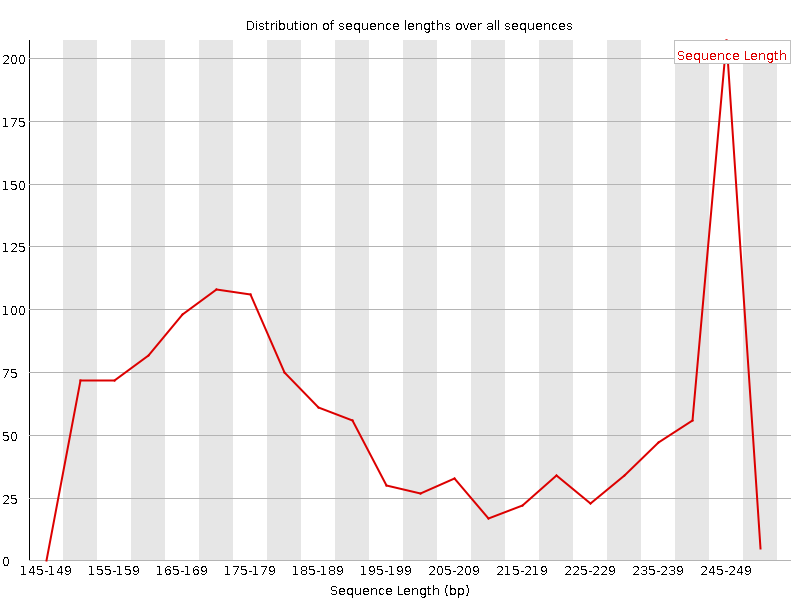 Distribution of sequence lengths over all sequences
Sequence Length
200
175
150
125
100
75
50
25
0
145-149 155-159 165-169 175-179 185-189 195-199 205-209 215-219 225-229 235-239 245-249
Sequence Length (bp)